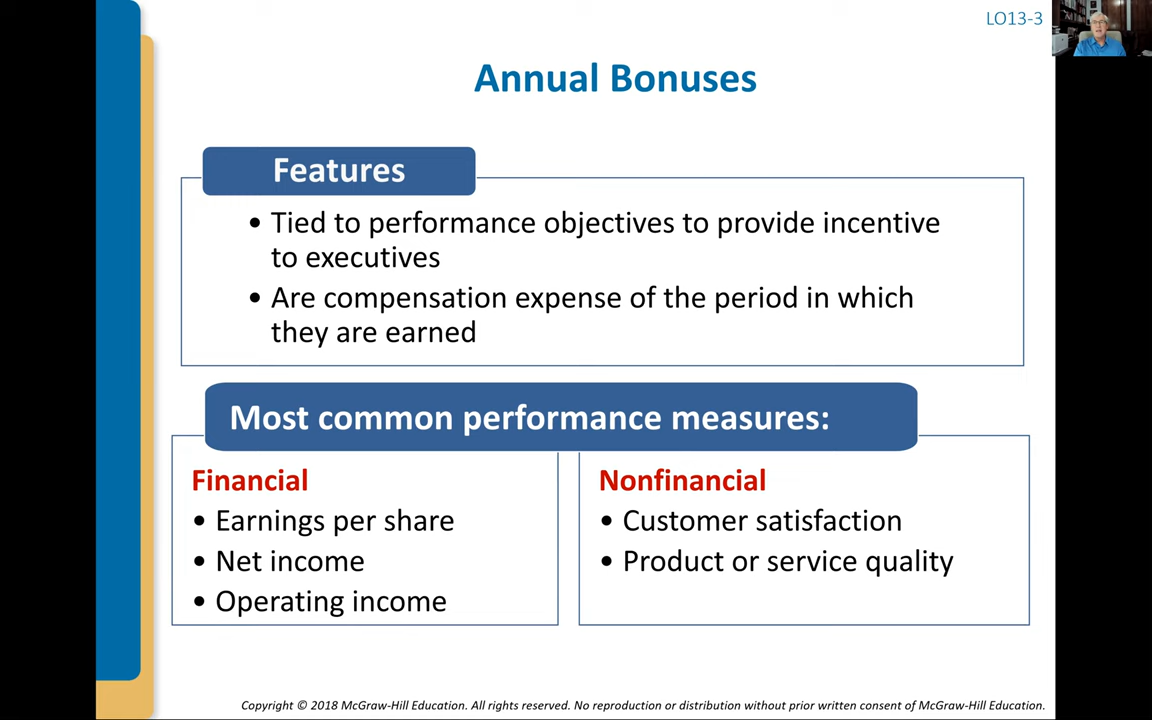 LO13-3
Annual Bonuses
Features
• Tied to performance objectives to provide incentive
to executives
• Are compensation expense of the period in which
they are earned
Most common performance measures:
Financial
• Earnings per share
• Net income
• Operating income
Nonfinancial
• Customer satisfaction
• Product or service quality
Copyright © 2018 McGraw-Hill Education. All rights reserved. No reproduction or distribution without prior written consent of McGraw-Hill Education.